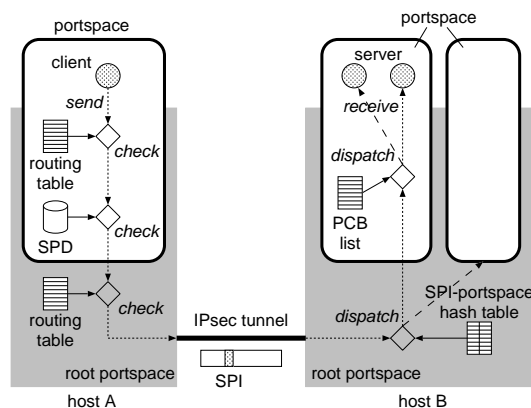 portspace
client
send
check
routing
table
check
SPD
check
routing
table
root portspace
host A
IPsec tunnel
SPI
portspace
server
receive
dispatch
PCB
list
SPI-portspace
hash table
dispatch
root portspace
host B